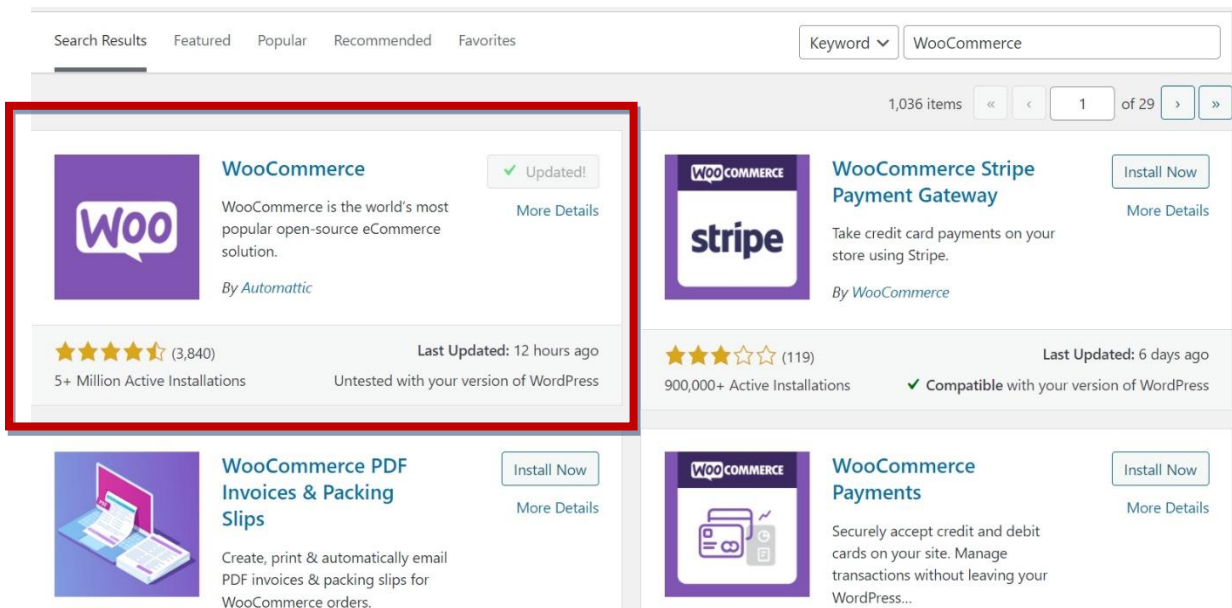 Search Results Featured Popular Recommended Favorites Keyword WooCommerce
1,036 items « ‹ 1 of 29 › »
Woo
WooCommerce
Updated!
More Details
WooCommerce is the world's most
popular open-source eCommerce
solution.
By Automattic
(3,840)
Last Updated: 12 hours ago
5+ Million Active Installations
Untested with your version of WordPress
WOO COMMERCE
stripe
WooCommerce Stripe
Payment Gateway
Install Now
More Details
Take credit card payments on your
store using Stripe.
By WooCommerce
(119)
Last Updated: 6 days ago
900,000+ Active Installations
Compatible with your version of WordPress
WooCommerce PDF
Invoices & Packing
Slips
Install Now
More Details
Create, print & automatically email
PDF invoices & packing slips for
WooCommerce orders.
WOO COMMERCE
WooCommerce
Payments
Install Now
More Details
Securely accept credit and debit
cards on your site. Manage
transactions without leaving your
WordPress...